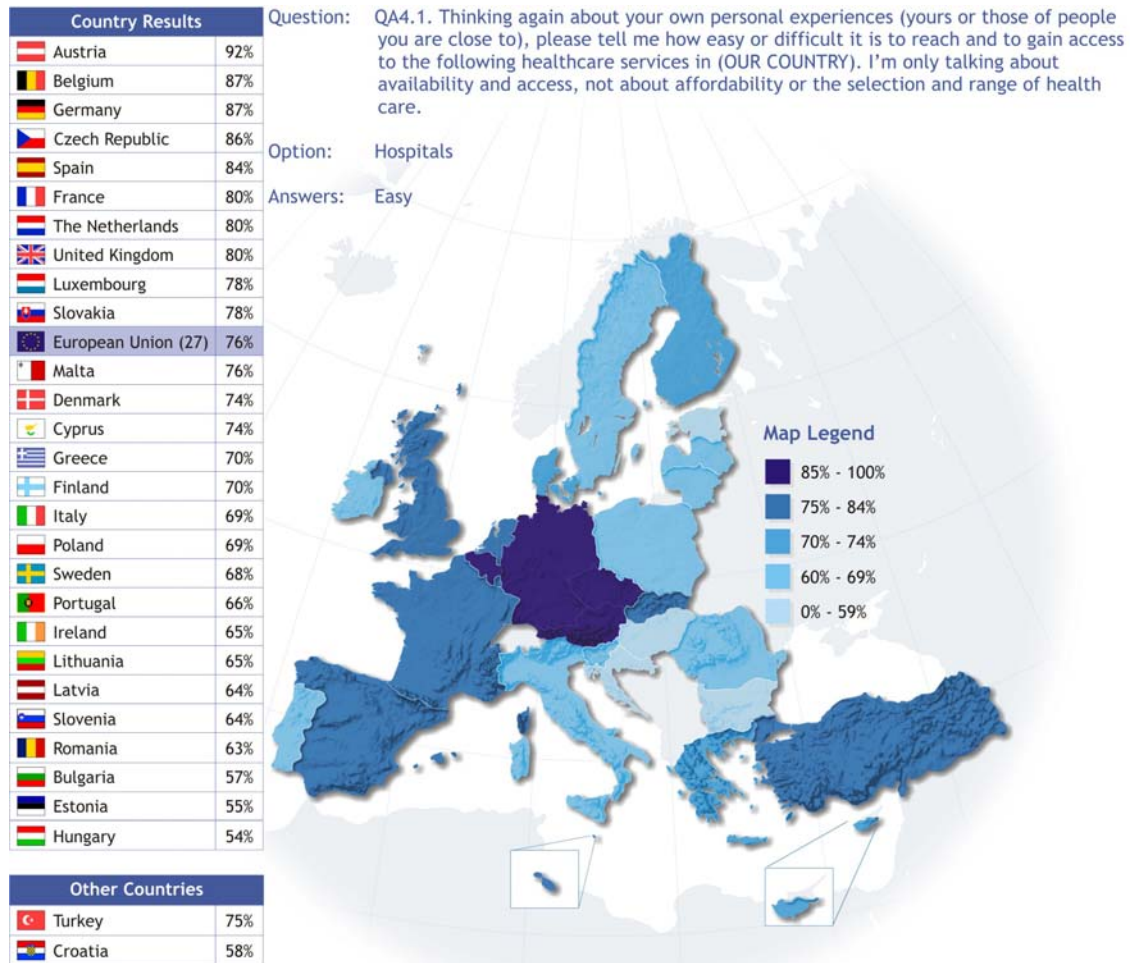 Country Results
Austria 92%
Belgium 87%
Germany 87%
Czech Republic 86%
Spain 84%
France 80%
The Netherlands 80%
United Kingdom 80%
Luxembourg 78%
Slovakia 78%
European Union (27) 76%
Malta 76%
Denmark 74%
Cyprus 74%
Greece 70%
Finland 70%
Italy 69%
Poland 69%
Sweden 68%
Portugal 66%
Ireland 65%
Lithuania 65%
Latvia 64%
Slovenia 64%
Romania 63%
Bulgaria 57%
Estonia 55%
Hungary 54%
Other Countries
Turkey 75%
Croatia 58%
Question: QA4.1. Thinking again about your own personal experiences (yours or those of people
you are close to), please tell me how easy or difficult it is to reach and to gain access
to the following healthcare services in (OUR COUNTRY). I’m only talking about
availability and access, not about affordability or the selection and range of health
care.
Option: Hospitals
Answers: Easy
Map Legend
85% - 100%
75% - 84%
70% - 74%
60% - 69%
0% - 59%